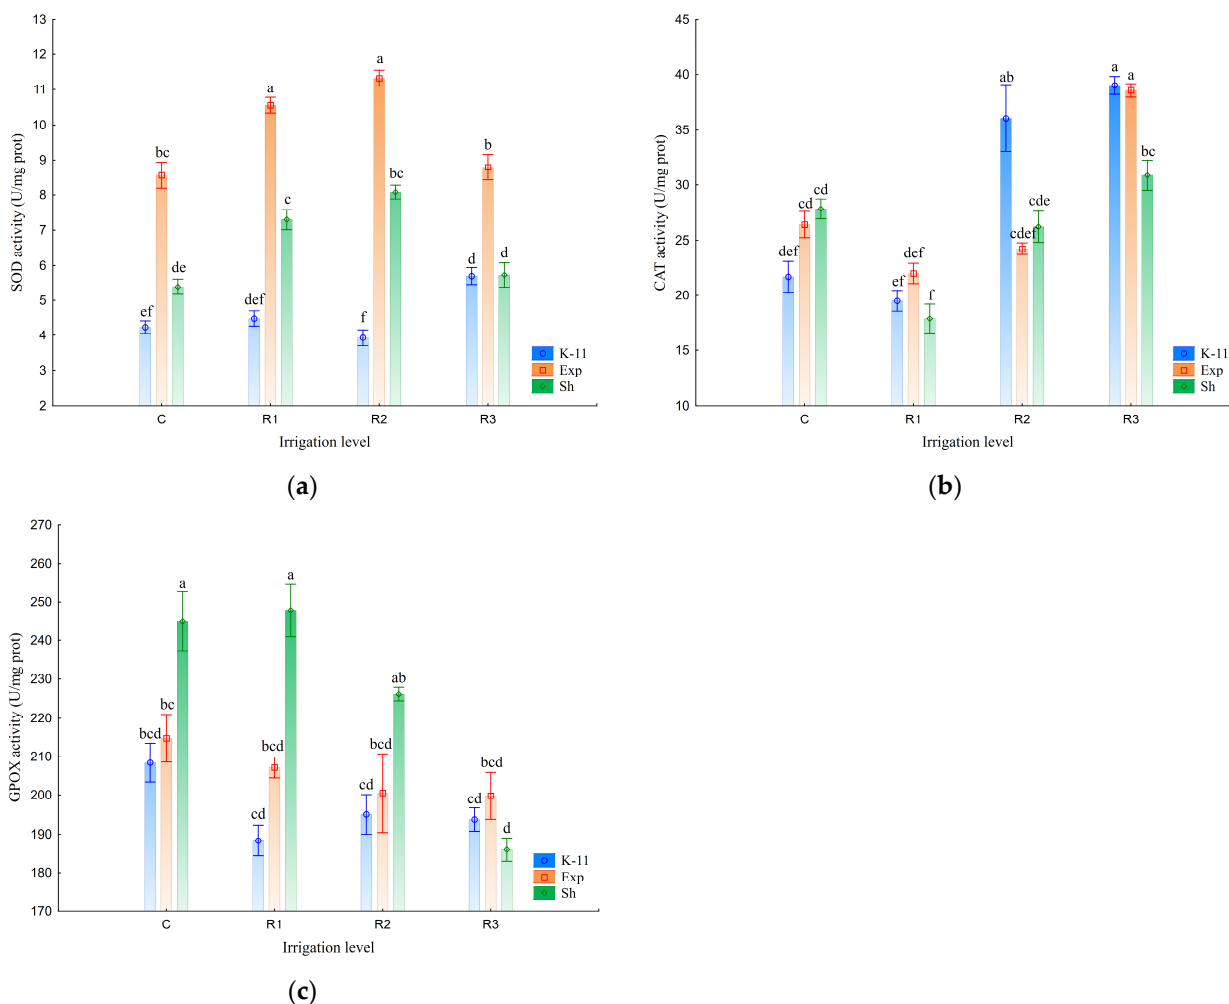 13
12
11
10
9
8
7
6
5
4
3
2
SOD activity (U/mg prot)
ef
bc
de
def
a
c
f
a
bc
d
b
d
K-11
Exp
Sh
C R1 R2 R3
Irrigation level
(a)
45
40
35
30
25
20
15
10
CAT activity (U/mg prot)
def
cd
cd
ef
def
f
ab
cdef
cde
a
a
bc
K-11
Exp
Sh
C R1 R2 R3
Irrigation level
(b)
270
260
250
240
230
220
210
200
190
180
170
GPOX activity (U/mg prot)
bcd
bc
a
cd
bcd
a
cd
bcd
ab
cd
bcd
d
K-11
Exp
Sh
C R1 R2 R3
Irrigation level
(c)